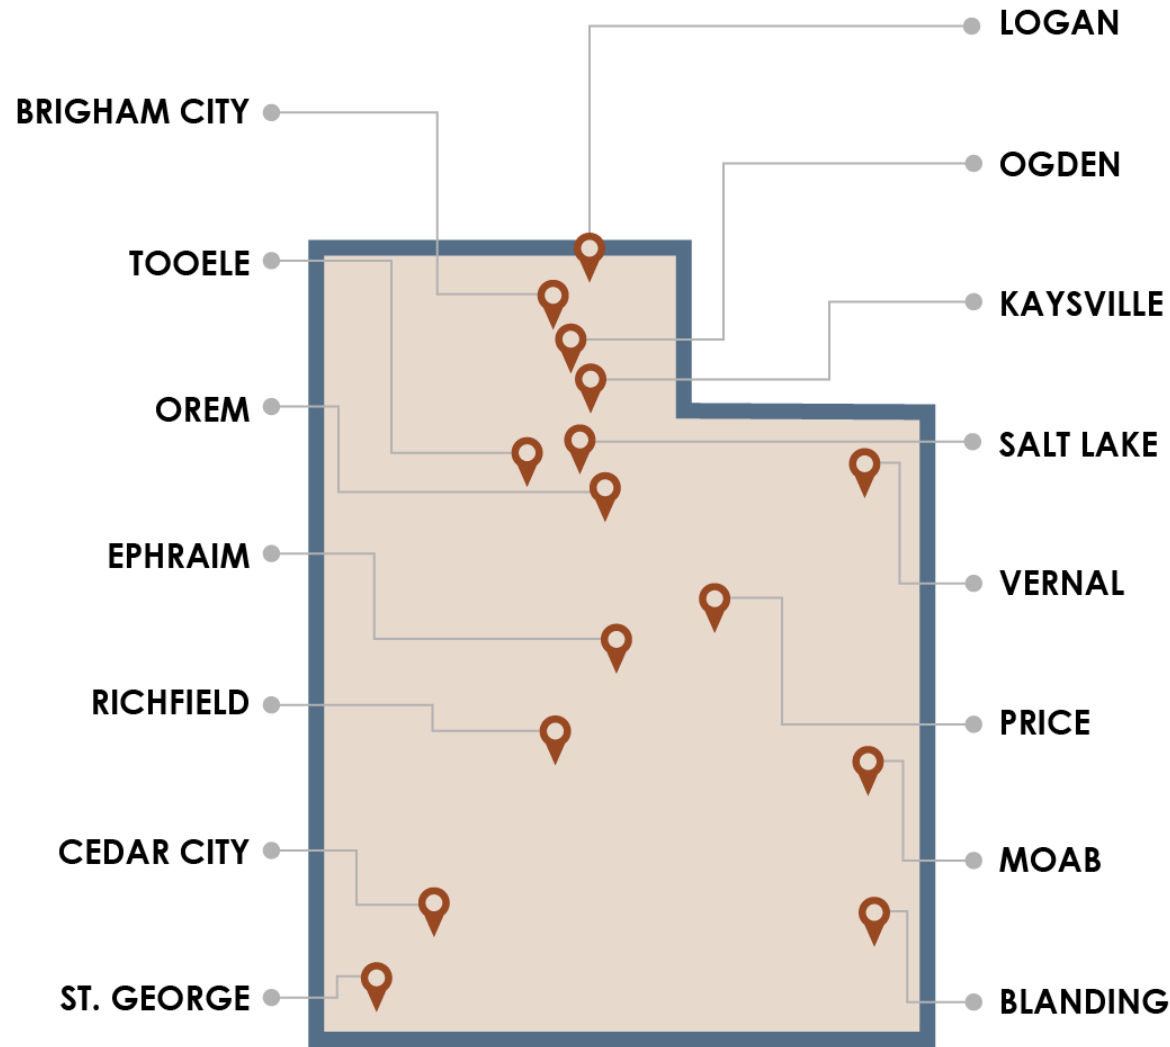 LOGAN
BRIGHAM CITY
OGDEN
TOOELE
KAYSVILLE
OREM
SALT LAKE
EPHRAIM
VERNAL
RICHFIELD
PRICE
CEDAR CITY
MOAB
ST. GEORGE
BLANDING